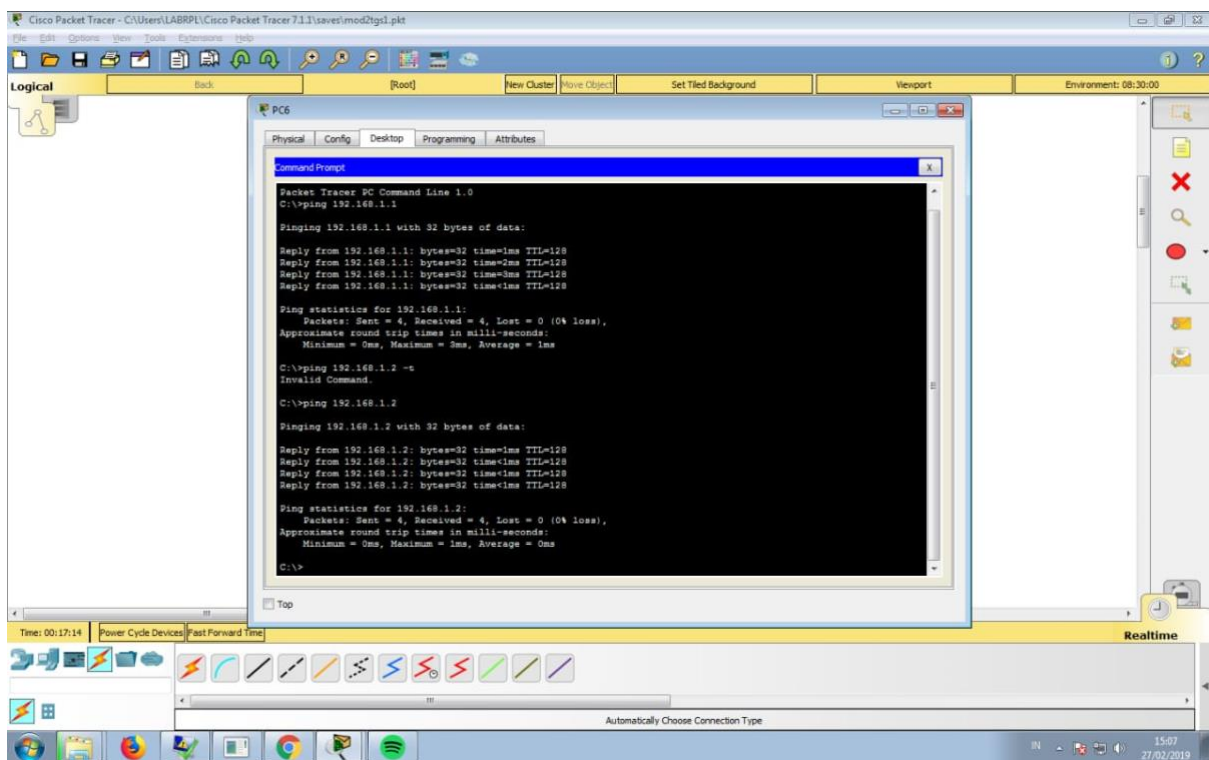 Cisco Packet Tracer - C:\Users\LABRPL\Cisco Packet Tracer 7.1.1\saves\mod2tgs1.pkt
File Edit Options View Tools Extensions Help
Logical Back [Root] New Cluster Move Object Set Tiled Background Viewport Environment: 08:30:00
PC6
Physical Config Desktop Programming Attributes
Command Prompt X
Packet Tracer PC Command Line 1.0
C:\>ping 192.168.1.1
Pinging 192.168.1.1 with 32 bytes of data:
Reply from 192.168.1.1: bytes=32 time=1ms TTL=128
Reply from 192.168.1.1: bytes=32 time=2ms TTL=128
Reply from 192.168.1.1: bytes=32 time=3ms TTL=128
Reply from 192.168.1.1: bytes=32 time<1ms TTL=128
Ping statistics for 192.168.1.1:
Packets: Sent = 4, Received = 4, Lost = 0 (0% loss),
Approximate round trip times in milli-seconds:
Minimum = 0ms, Maximum = 3ms, Average = 1ms
C:\>ping 192.168.1.2 -t
Invalid Command.
C:\>ping 192.168.1.2
Pinging 192.168.1.2 with 32 bytes of data:
Reply from 192.168.1.2: bytes=32 time=1ms TTL=128
Reply from 192.168.1.2: bytes=32 time<1ms TTL=128
Reply from 192.168.1.2: bytes=32 time<1ms TTL=128
Reply from 192.168.1.2: bytes=32 time<1ms TTL=128
Ping statistics for 192.168.1.2:
Packets: Sent = 4, Received = 4, Lost = 0 (0% loss),
Approximate round trip times in milli-seconds:
Minimum = 0ms, Maximum = 1ms, Average = 0ms
C:\>
Top
Time: 00:17:14 Power Cycle Devices Fast Forward Time Realtime
Automatically Choose Connection Type
IN 15:07
27/02/2019